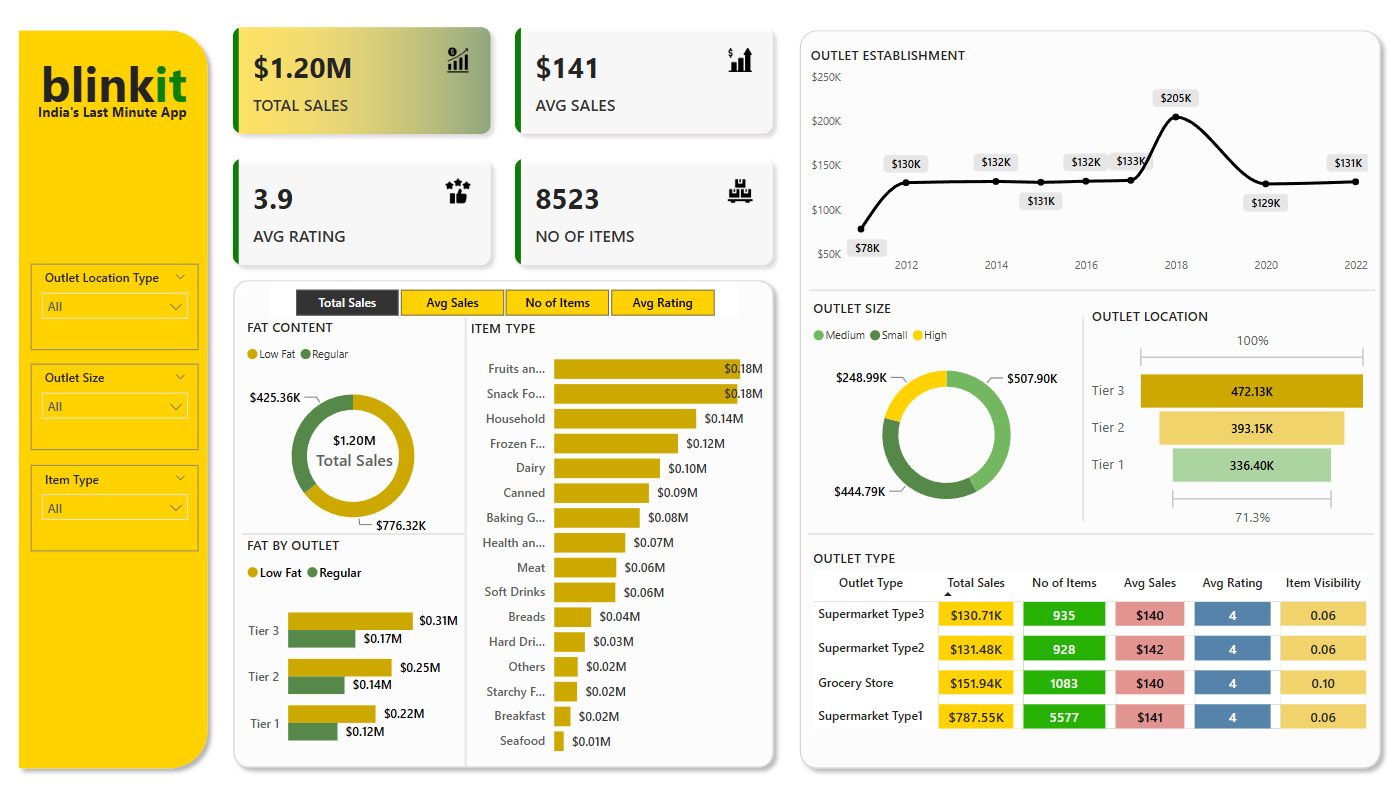 blinkit
India's Last Minute App
Outlet Location Type
All
Outlet Size
All
Item Type
All
$1.20M
TOTAL SALES
$141
AVG SALES
3.9
AVG RATING
8523
NO OF ITEMS
Total Sales Avg Sales No of Items Avg Rating
FAT CONTENT
Low Fat Regular
$425.36K
$1.20M
Total Sales
$776.32K
FAT BY OUTLET
Low Fat Regular
Tier 3 $0.31M
$0.17M
Tier 2 $0.25M
$0.14M
Tier 1 $0.22M
$0.12M
ITEM TYPE
Fruits an... $0.18M
Snack Fo... $0.18M
Household $0.14M
Frozen F... $0.12M
Dairy $0.10M
Canned $0.09M
Baking G... $0.08M
Health an... $0.07M
Meat $0.06M
Soft Drinks $0.06M
Breads $0.04M
Hard Dri... $0.03M
Others $0.02M
Starchy F... $0.02M
Breakfast $0.02M
Seafood $0.01M
OUTLET ESTABLISHMENT
$250K
$200K
$150K
$100K
$50K
$78K
$130K
$132K
$131K
$132K
$133K
$205K
$129K
$131K
2012 2014 2016 2018 2020 2022
OUTLET SIZE
Medium Small High
$248.99K
$507.90K
$444.79K
OUTLET LOCATION
100%
Tier 3 472.13K
Tier 2 393.15K
Tier 1 336.40K
71.3%
OUTLET TYPE
Outlet Type Total Sales No of Items Avg Sales Avg Rating Item Visibility
Supermarket Type3 $130.71K 935 $140 4 0.06
Supermarket Type2 $131.48K 928 $142 4 0.06
Grocery Store $151.94K 1083 $140 4 0.10
Supermarket Type1 $787.55K 5577 $141 4 0.06